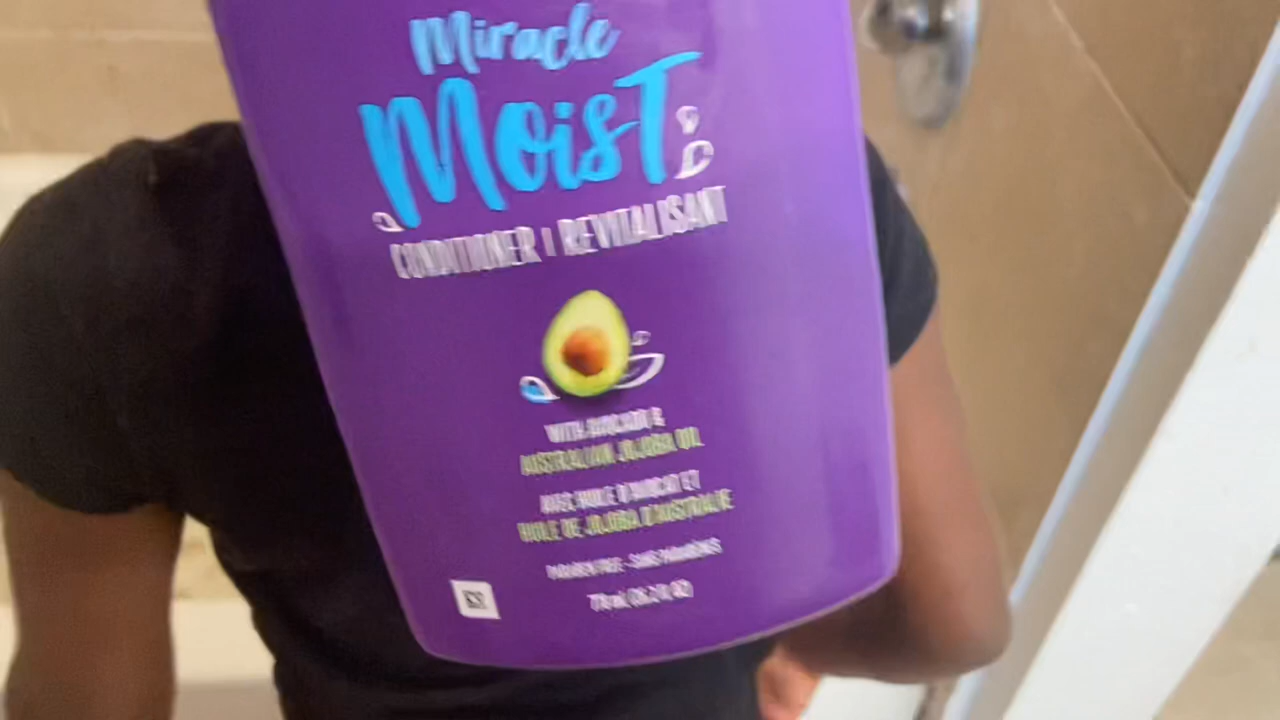 Miracle
Moist
CONDITIONER | REVITALISANT
WITH AVOCADO &
AUSTRALIAN JOJOBA OIL
AVEC HUILE D'AVOCAT ET
HUILE DE JOJOBA D'AUSTRALIE
PARABEN FREE · SANS PARABÈNES